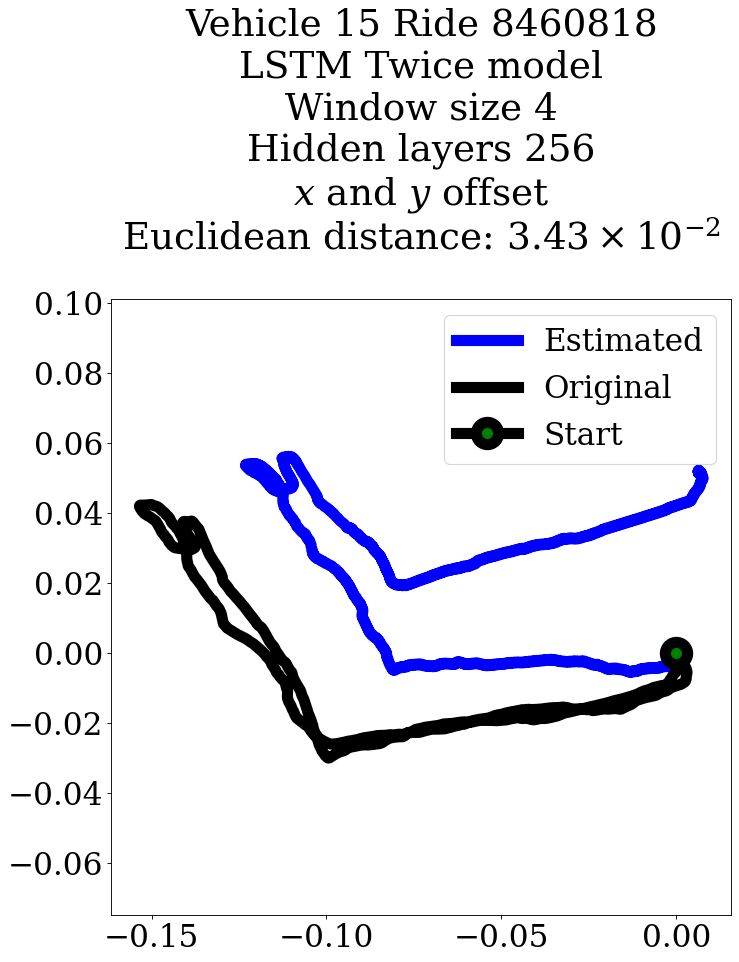 Vehicle 15 Ride 8460818
LSTM Twice model
Window size 4
Hidden layers 256
x and y offset
Euclidean distance: 3.43 × 10⁻²
Estimated
Original
Start
0.10
0.08
0.06
0.04
0.02
0.00
−0.02
−0.04
−0.06
−0.15 −0.10 −0.05 0.00